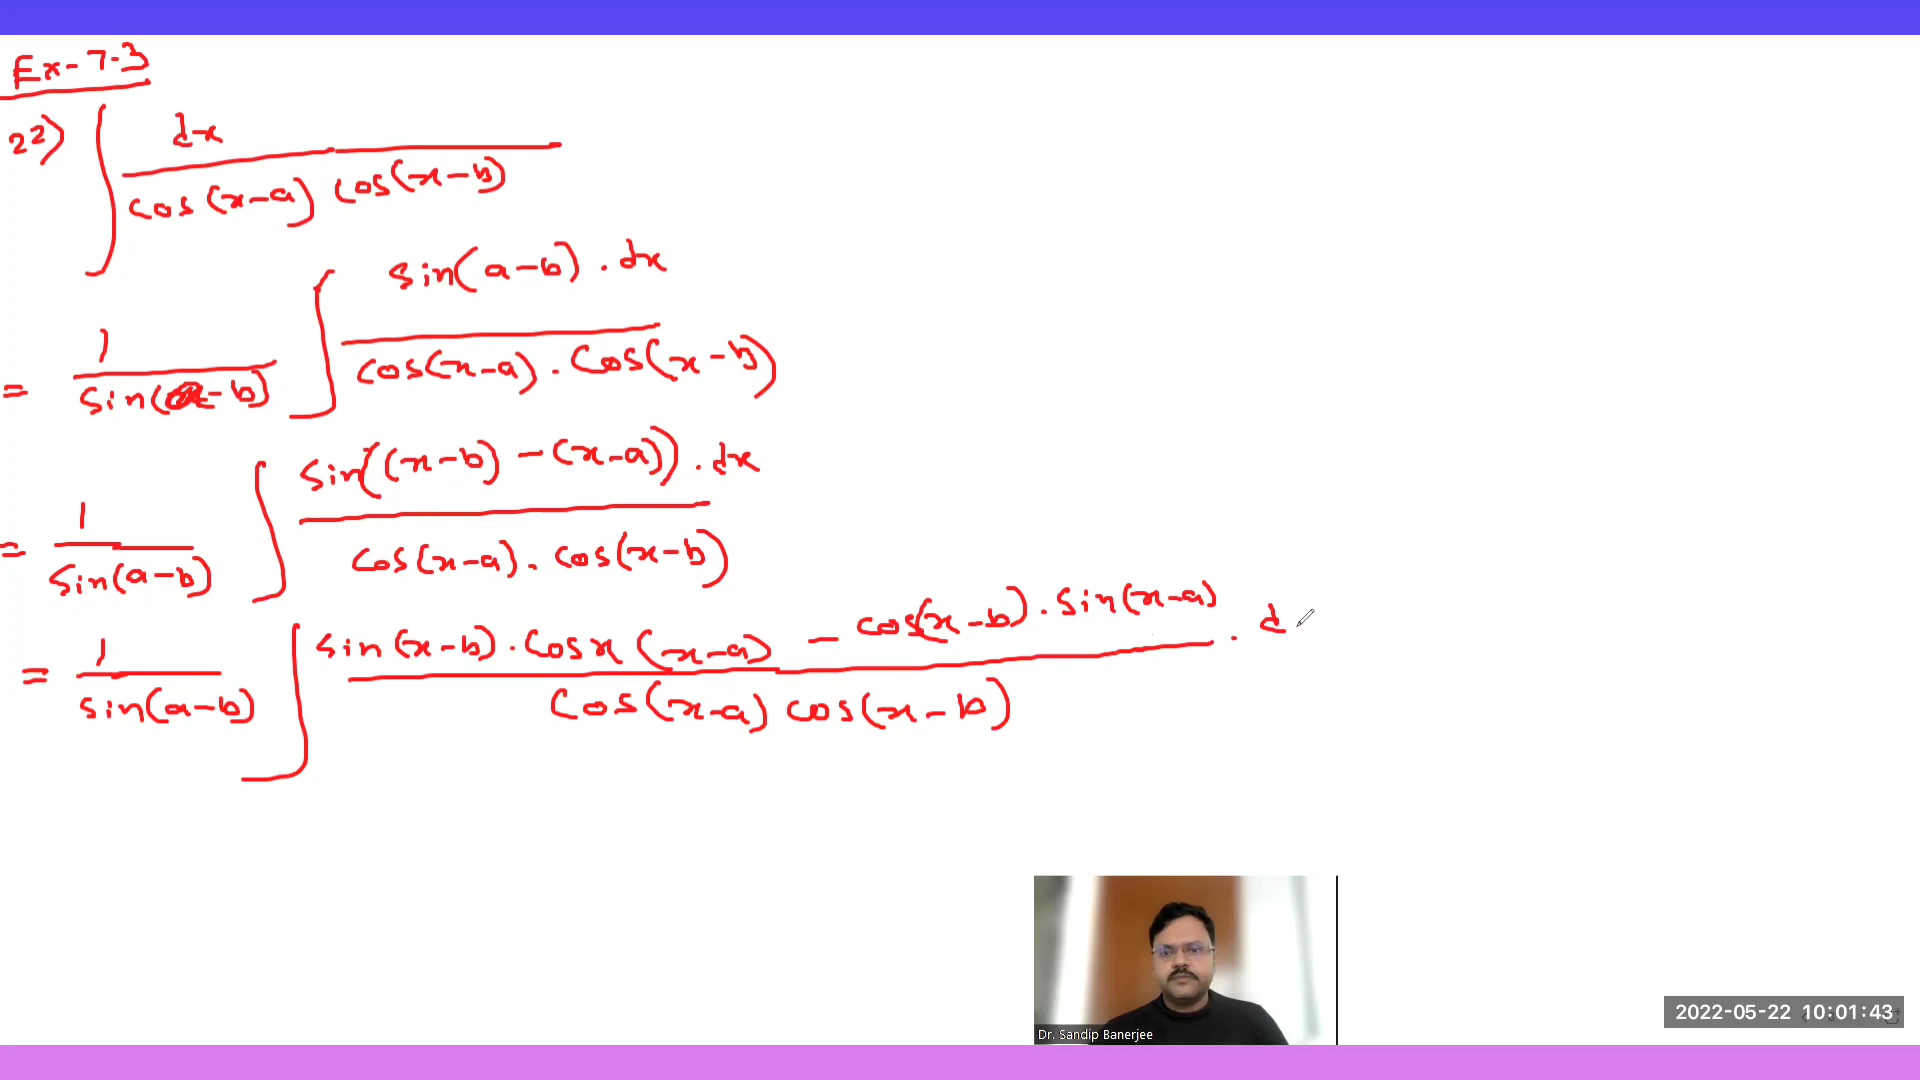 Ex-7.3
22) ∫ dx / cos(x-a) cos(x-b)
= 1 / sin(a-b) ∫ sin(a-b) . dx / cos(x-a) . cos(x-b)
= 1 / sin(a-b) ∫ sin((x-b) - (x-a)) . dx / cos(x-a) . cos(x-b)
= 1 / sin(a-b) ∫ sin(x-b) . cosx (x-a) - cos(x-b) . sin(x-a) / cos(x-a) cos(x-b) . d
Dr. Sandip Banerjee
2022-05-22 10:01:43